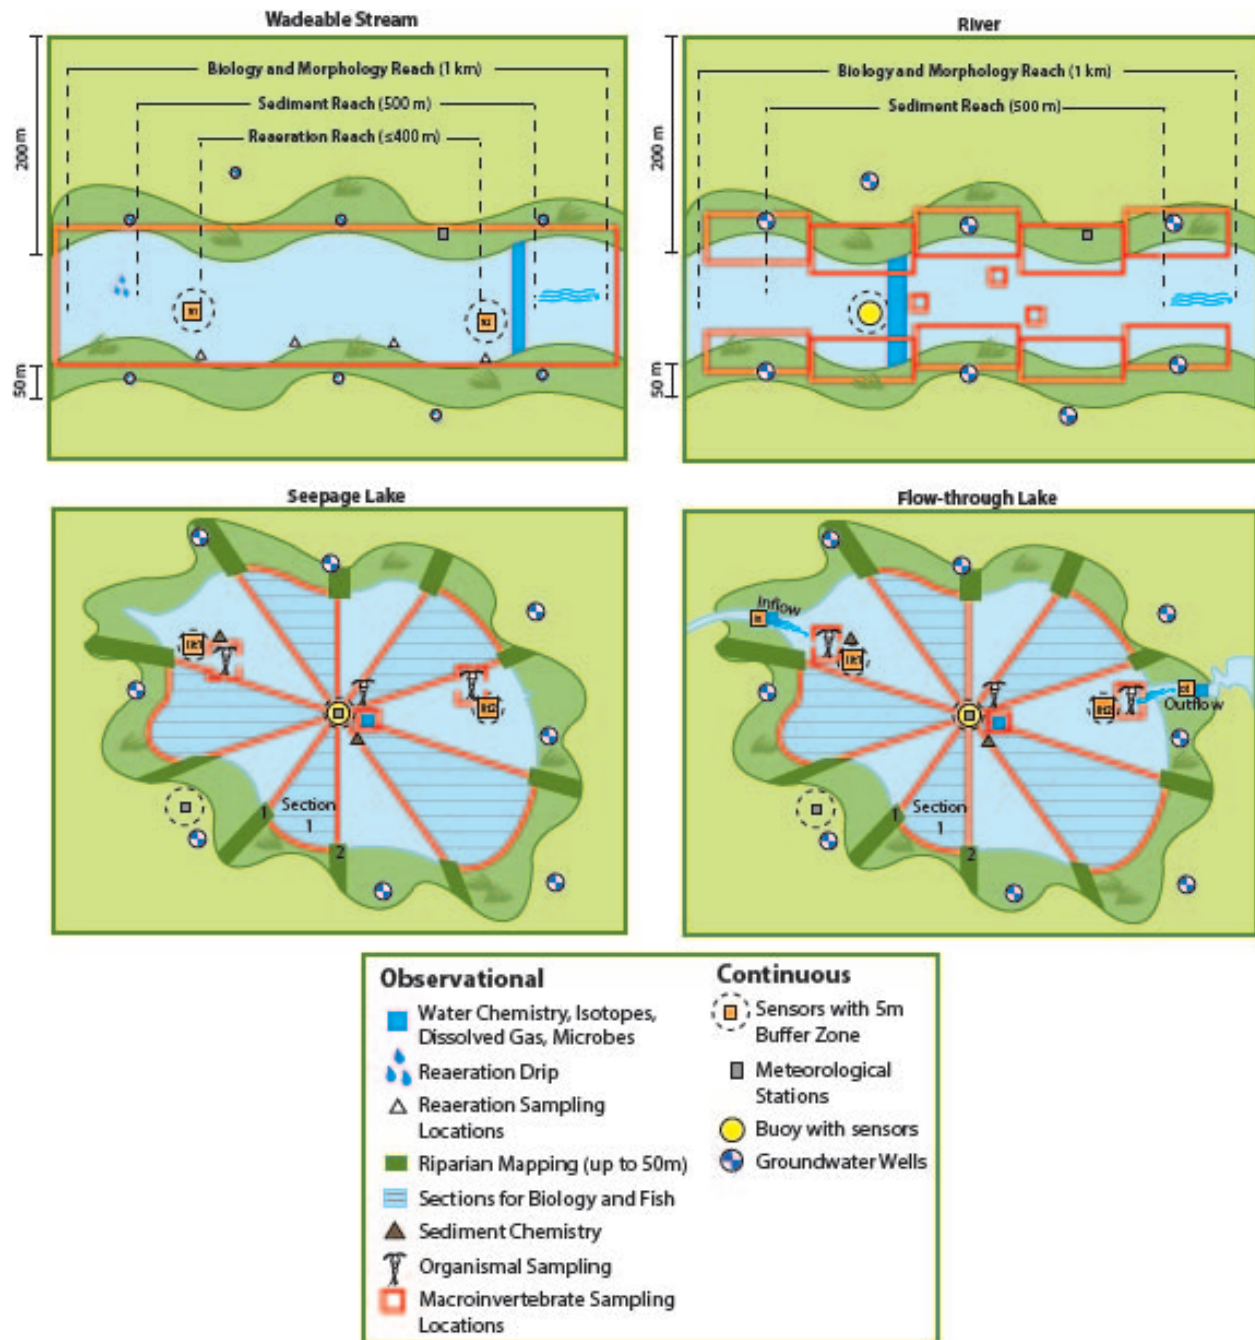 Wadeable Stream
Biology and Morphology Reach (1 km)
Sediment Reach (500 m)
Reaeration Reach (≤400 m)
200 m
50 m
S1
S2
River
Biology and Morphology Reach (1 km)
Sediment Reach (500 m)
200 m
50 m
Seepage Lake
1
Section
1
2
Flow-through Lake
Inflow
Outflow
1
Section
1
2
Observational
Water Chemistry, Isotopes,
Dissolved Gas, Microbes
Reaeration Drip
Reaeration Sampling
Locations
Riparian Mapping (up to 50m)
Sections for Biology and Fish
Sediment Chemistry
Organismal Sampling
Macroinvertebrate Sampling
Locations
Continuous
Sensors with 5m
Buffer Zone
Meteorological
Stations
Buoy with sensors
Groundwater Wells